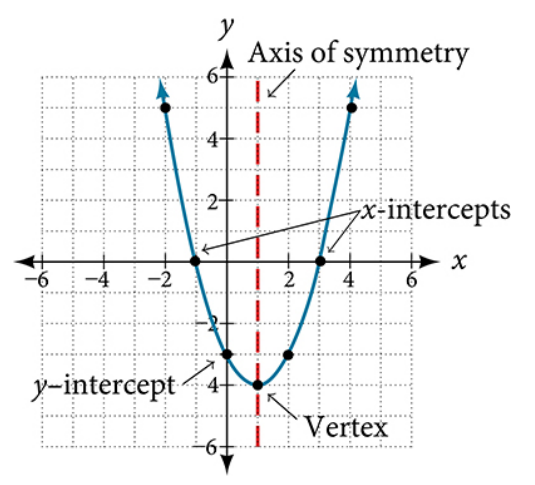 y
Axis of symmetry
6
4
2
x-intercepts
−6 −4 −2 2 4 6 x
−2
y–intercept
4
Vertex
−6